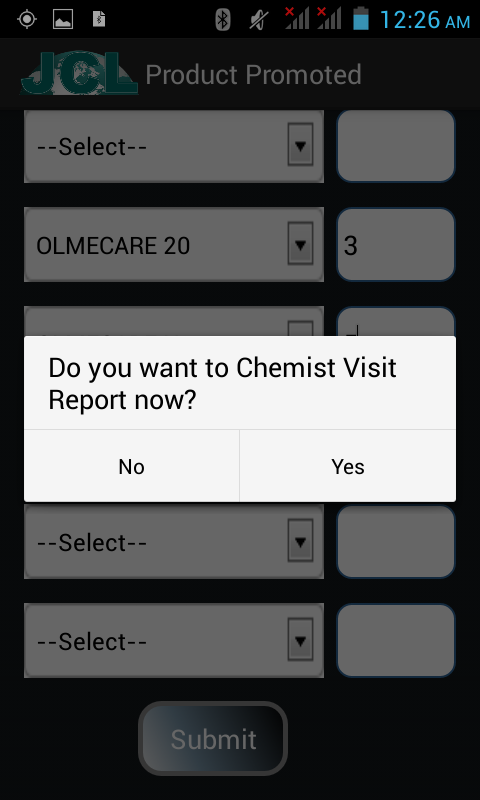 12:26 AM
JCL Product Promoted
--Select--
OLMECARE 20 3
Do you want to Chemist Visit
Report now?
No Yes
--Select--
--Select--
Submit